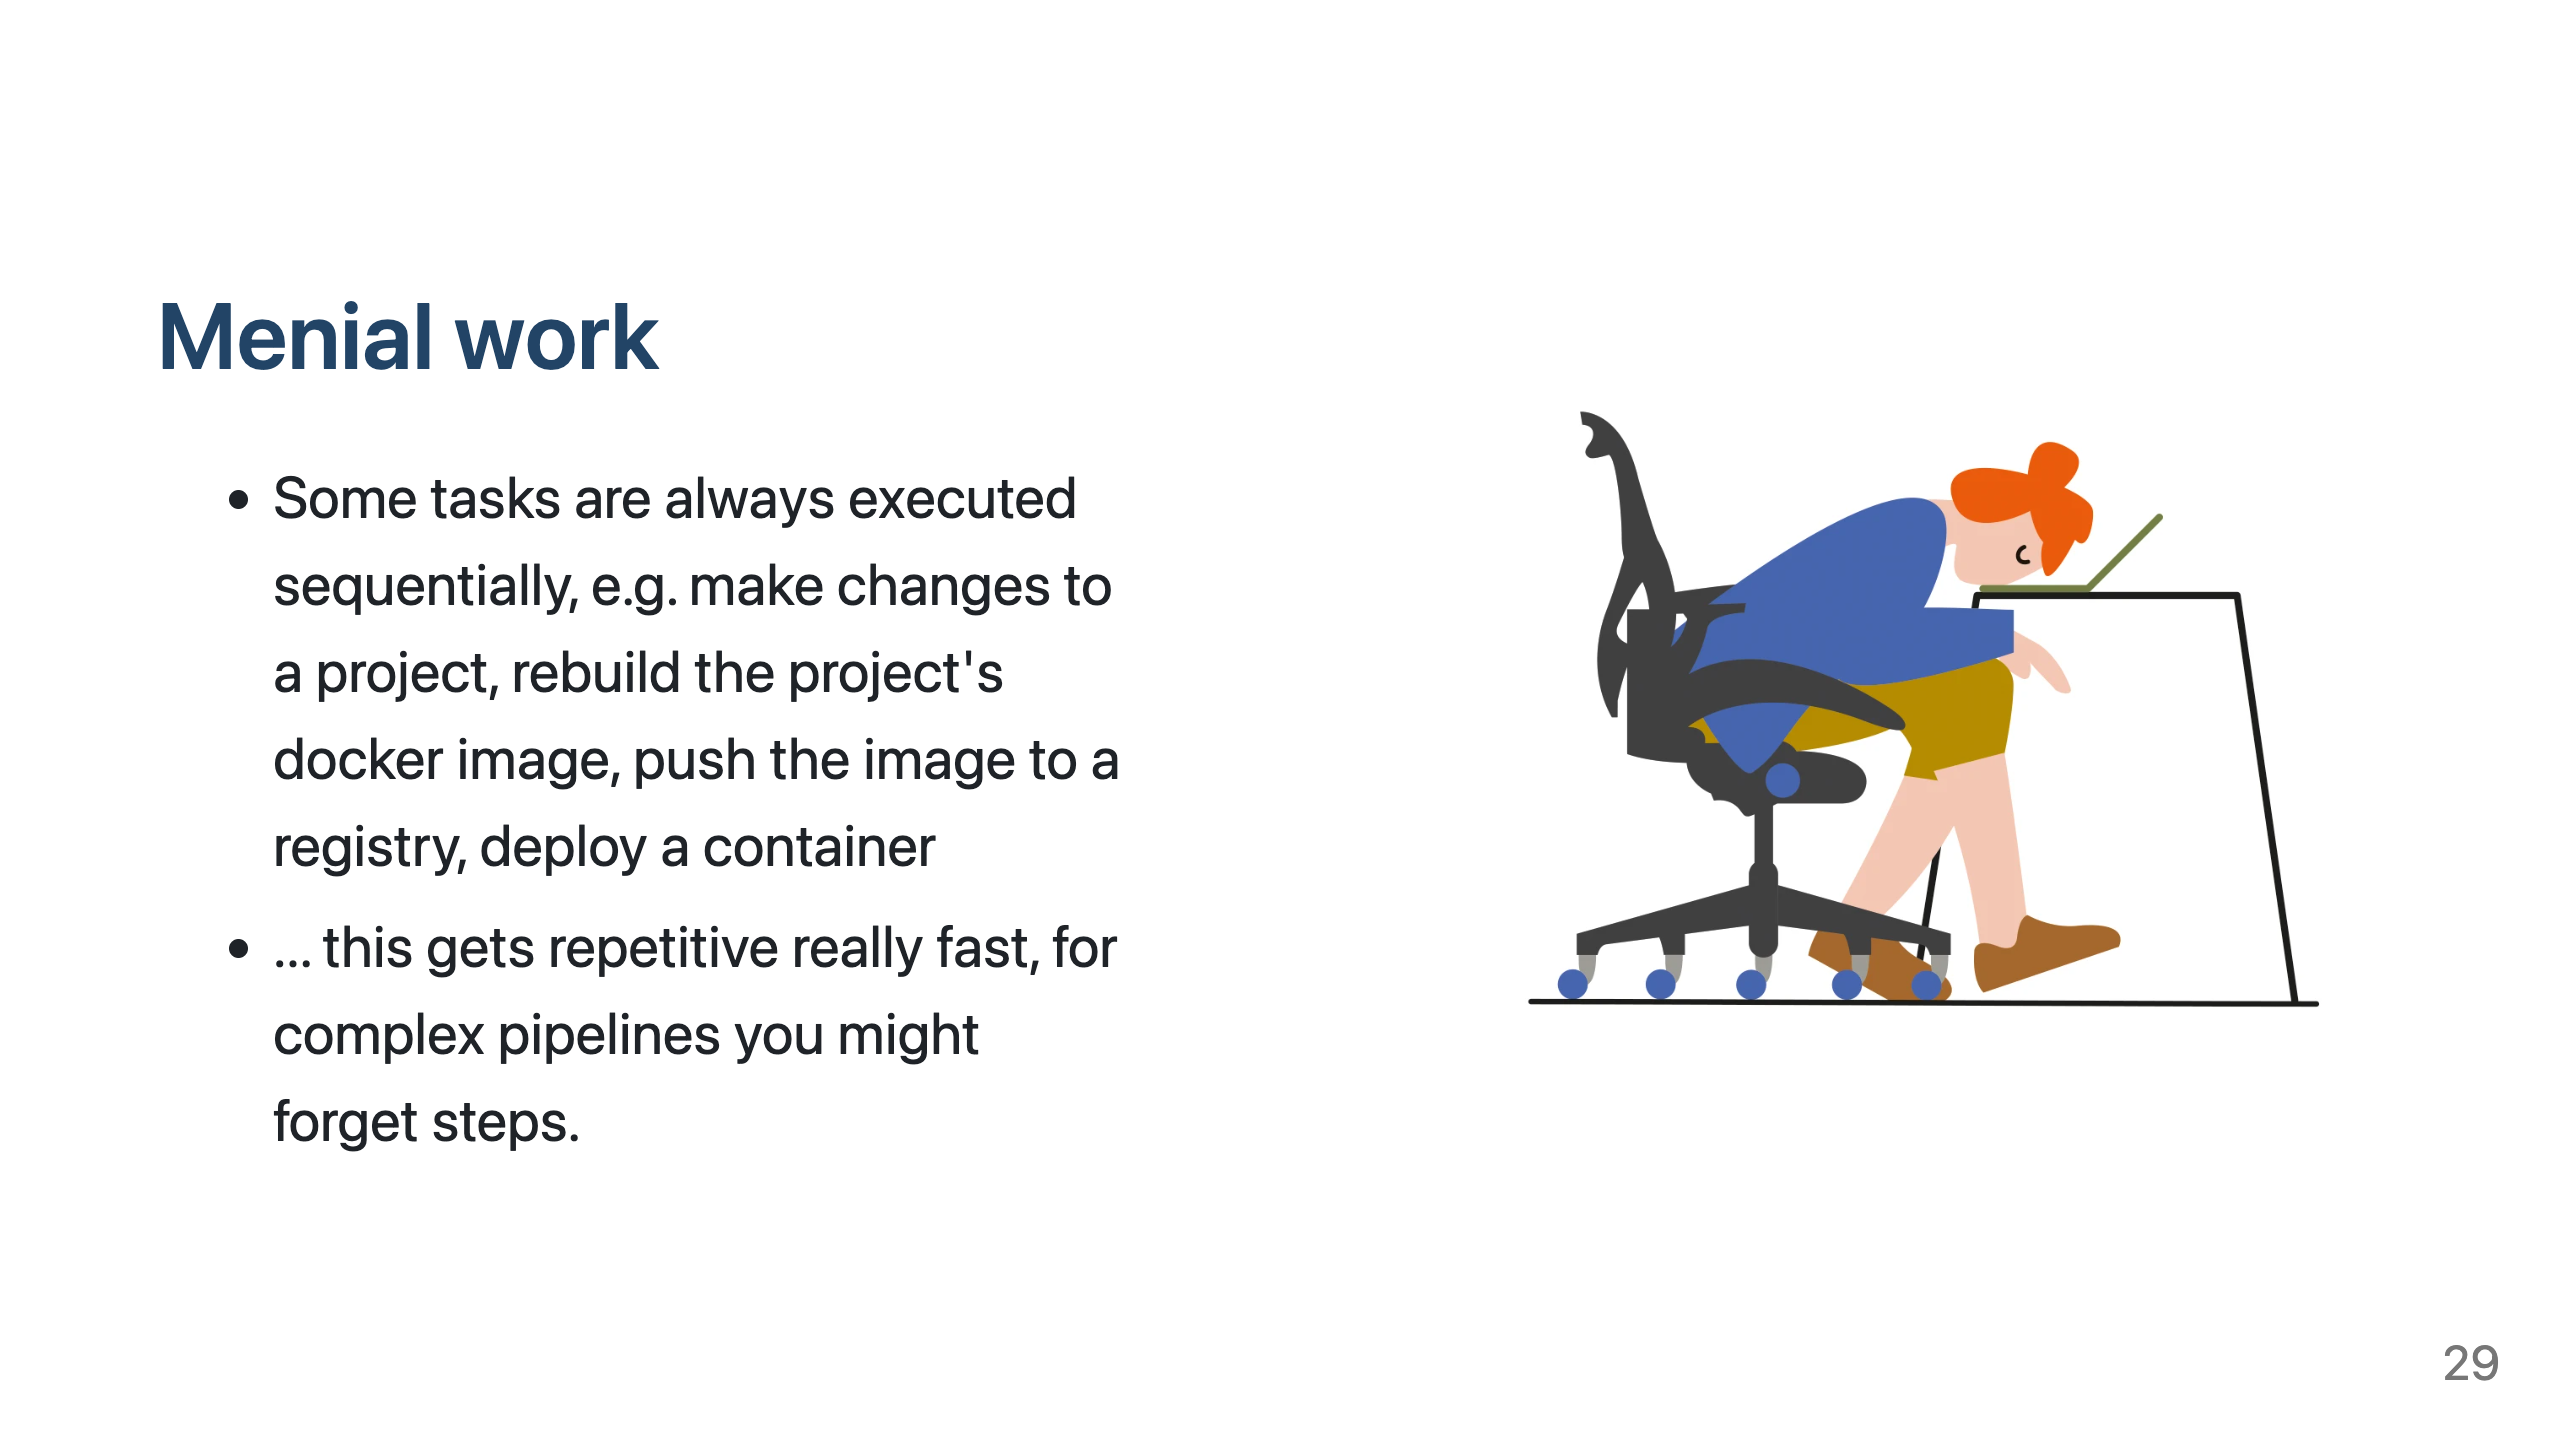 Menial work
• Some tasks are always executed
sequentially, e.g. make changes to
a project, rebuild the project's
docker image, push the image to a
registry, deploy a container
• ... this gets repetitive really fast, for
complex pipelines you might
forget steps.
29